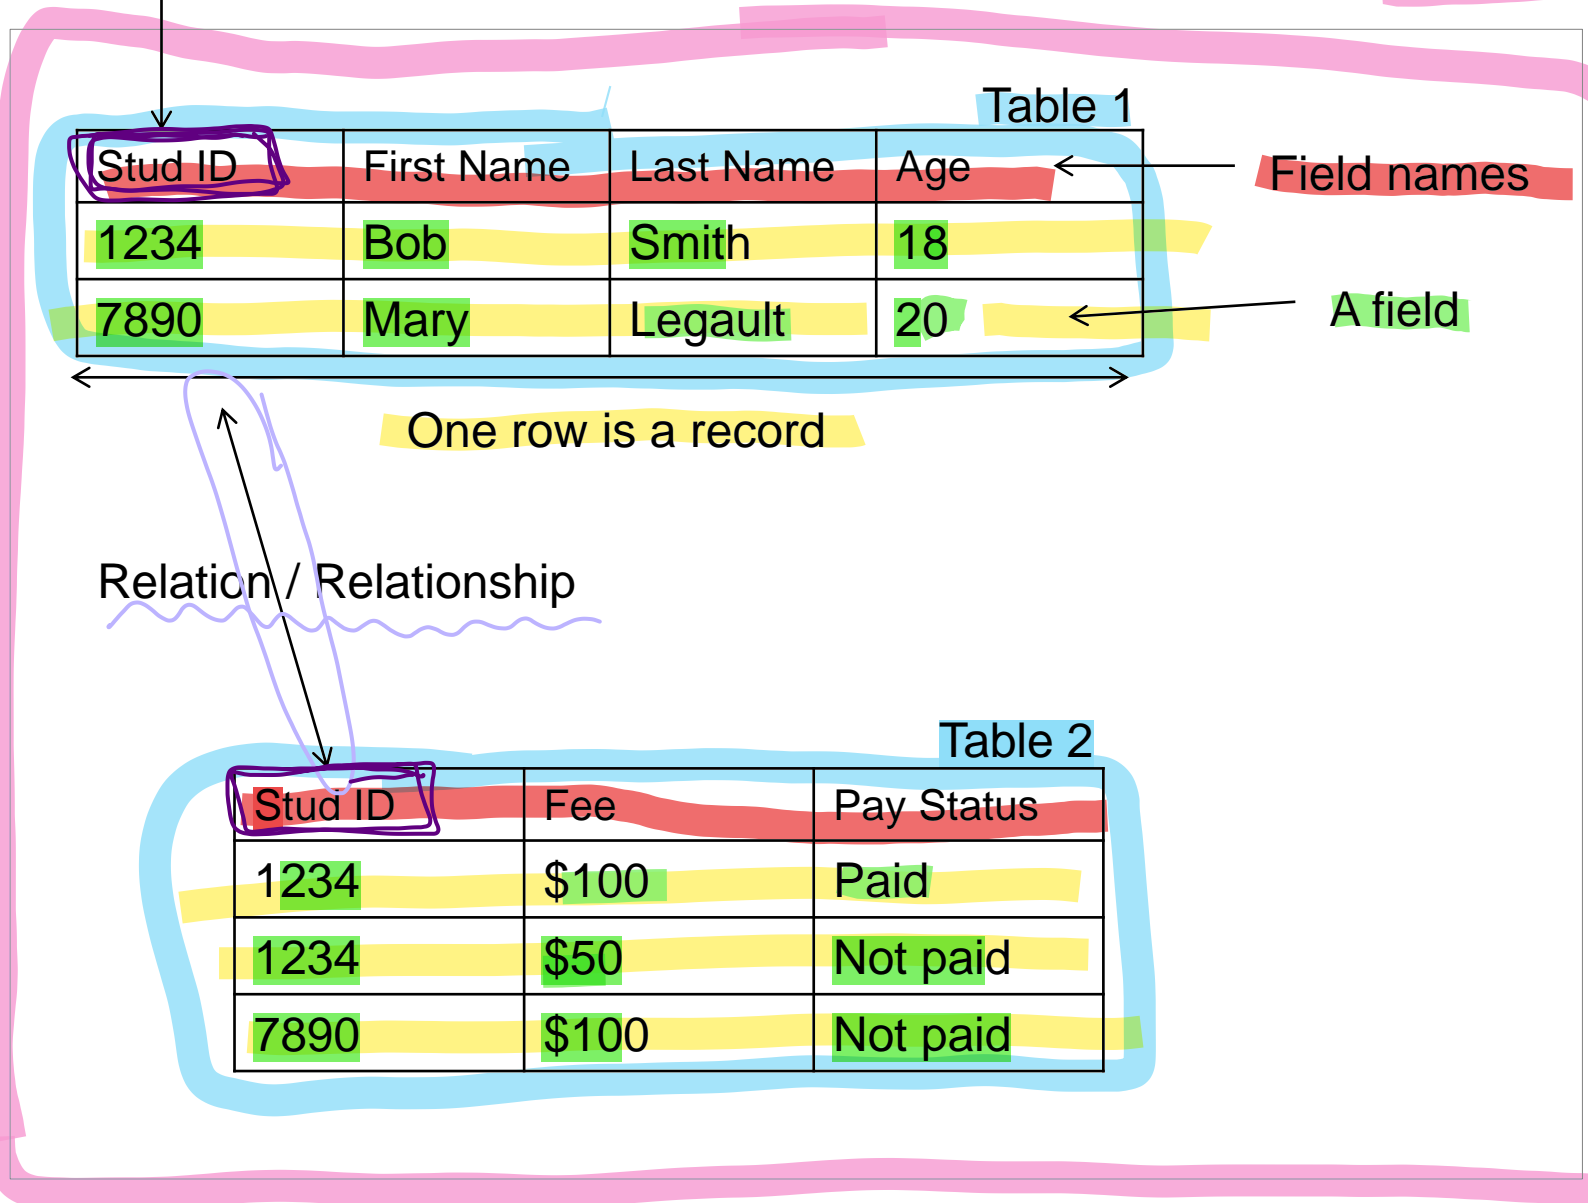 Table 1
Stud ID First Name Last Name Age
Field names
1234 Bob Smith 18
7890 Mary Legault 20
A field
One row is a record
Relation / Relationship
Table 2
Stud ID Fee Pay Status
1234 $100 Paid
1234 $50 Not paid
7890 $100 Not paid